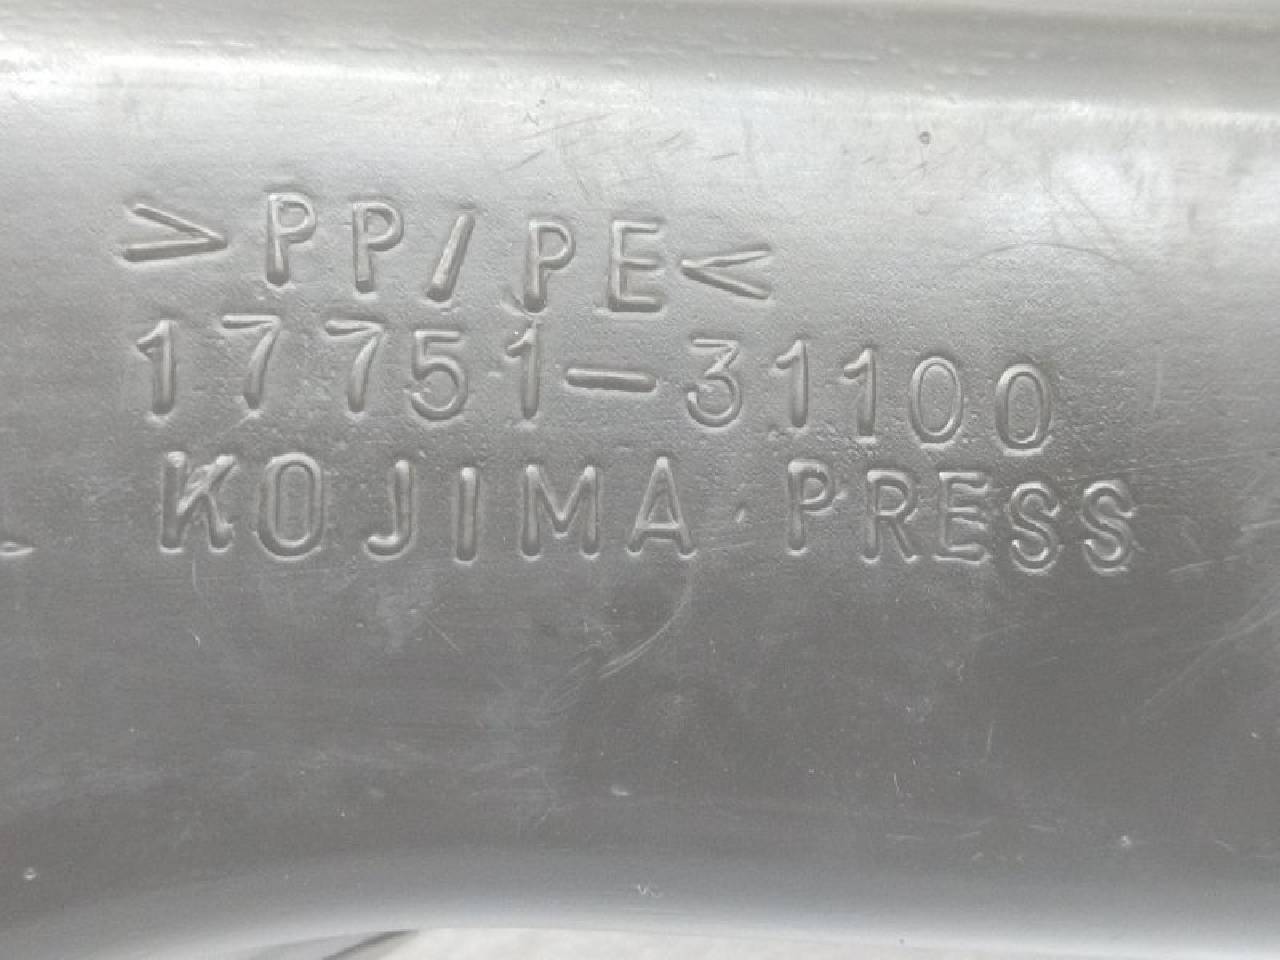 >PP/PE<
17751-31100
KOJIMA PRESS